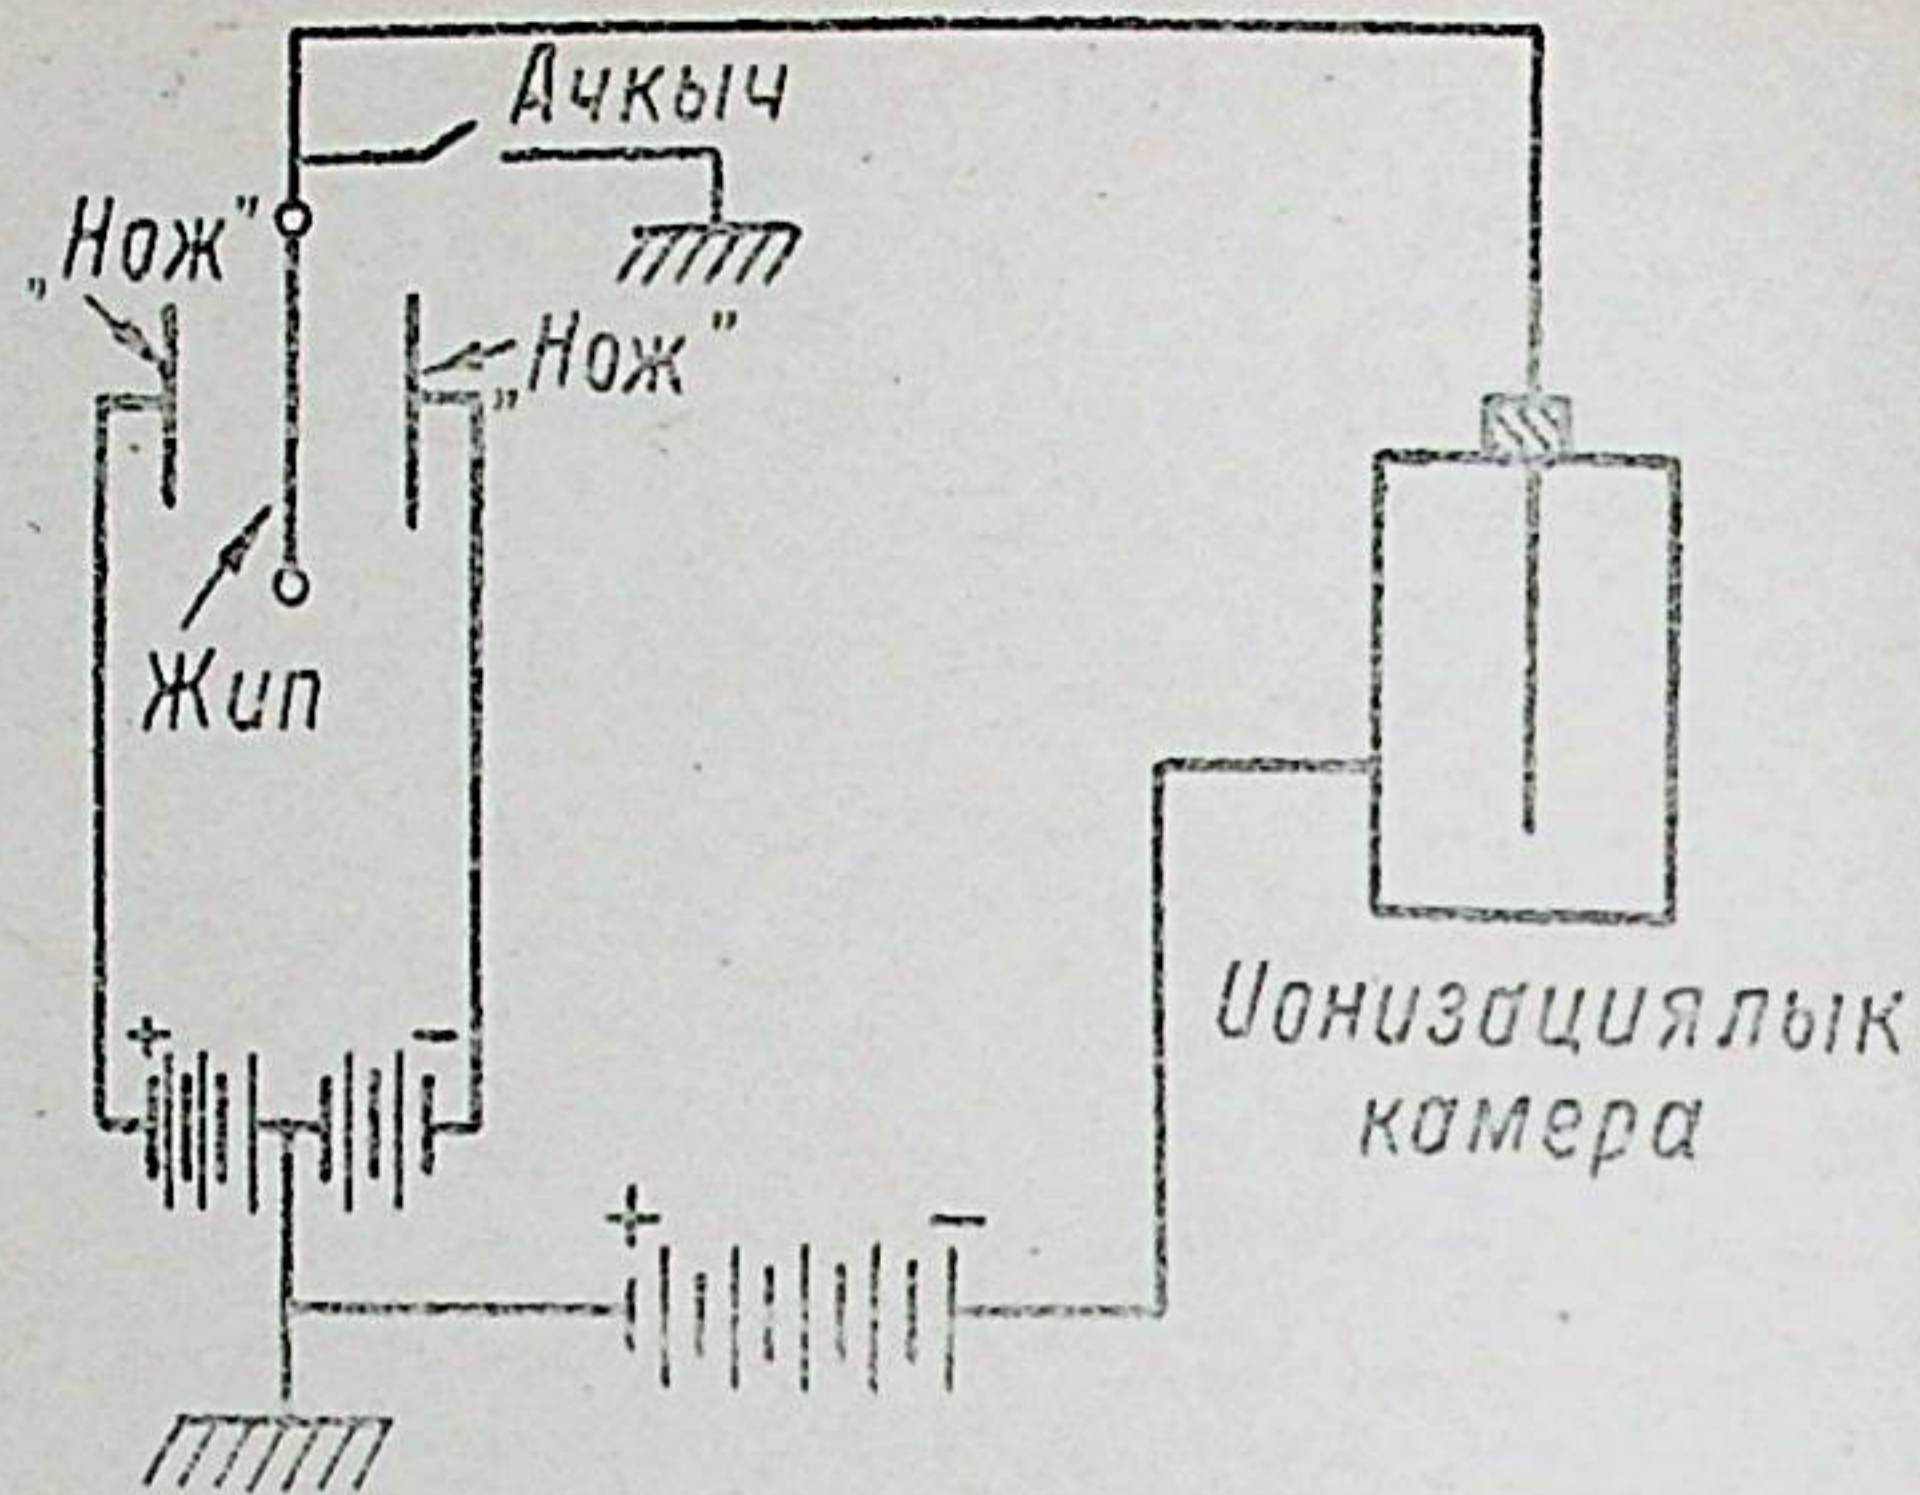 Ачкыч
„Нож”
„Нож”
Жип
+ −
Ионизациялык
камера
+ −